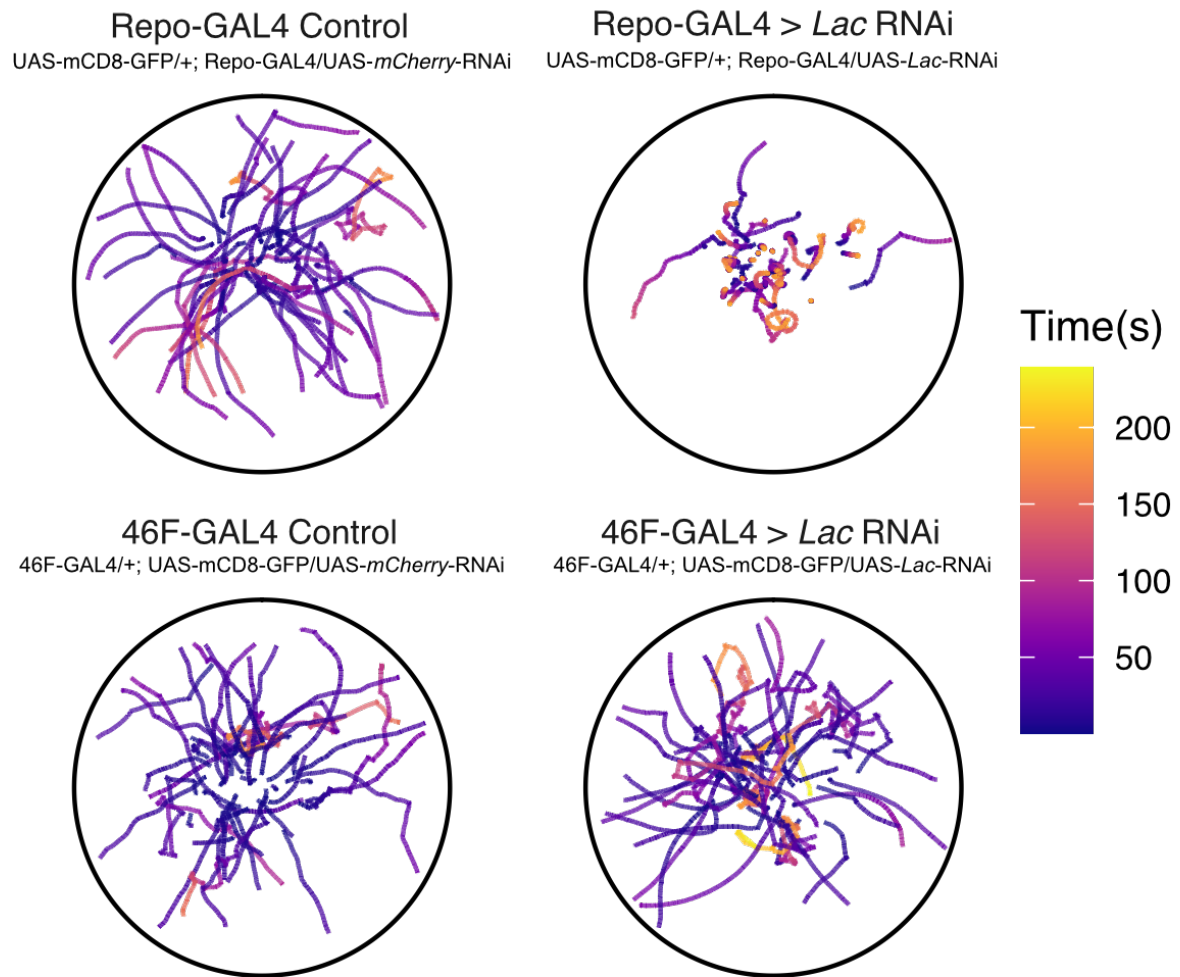 Repo-GAL4 Control
UAS-mCD8-GFP/+; Repo-GAL4/UAS-mCherry-RNAi
Repo-GAL4 > Lac RNAi
UAS-mCD8-GFP/+; Repo-GAL4/UAS-Lac-RNAi
46F-GAL4 Control
46F-GAL4/+; UAS-mCD8-GFP/UAS-mCherry-RNAi
46F-GAL4 > Lac RNAi
46F-GAL4/+; UAS-mCD8-GFP/UAS-Lac-RNAi
Time(s)
200
150
100
50